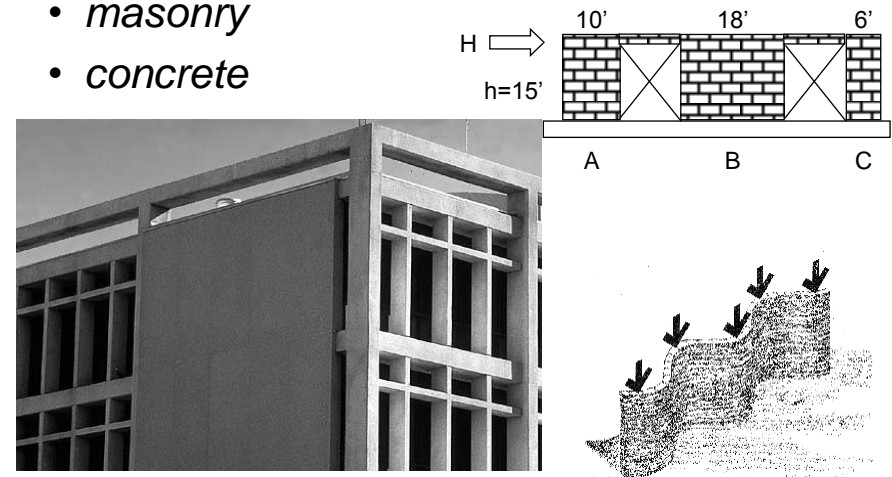 • masonry
• concrete
10’ 18’ 6’
H
h=15’
A B C